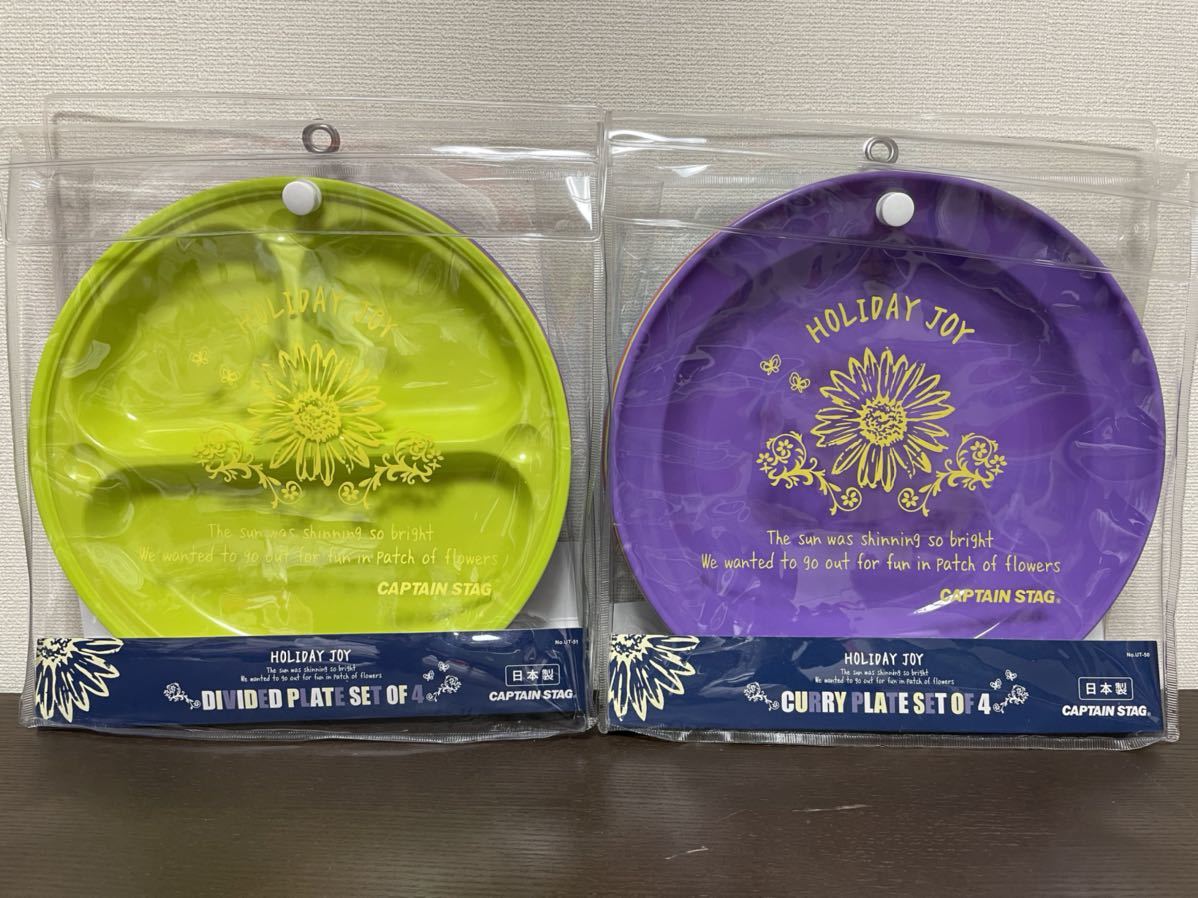 HOLIDAY JOY
The sun was shinning so bright
We wanted to go out for fun in patch of flowers
CAPTAIN STAG
No.UT-51
HOLIDAY JOY
The sun was shinning so bright
We wanted to go out for fun in patch of flowers
DIVIDED PLATE SET OF 4
日本製
CAPTAIN STAG
HOLIDAY JOY
The sun was shinning so bright
We wanted to go out for fun in patch of flowers
CAPTAIN STAG®
No.UT-50
HOLIDAY JOY
The sun was shinning so bright
We wanted to go out for fun in patch of flowers
CURRY PLATE SET OF 4
日本製
CAPTAIN STAG®